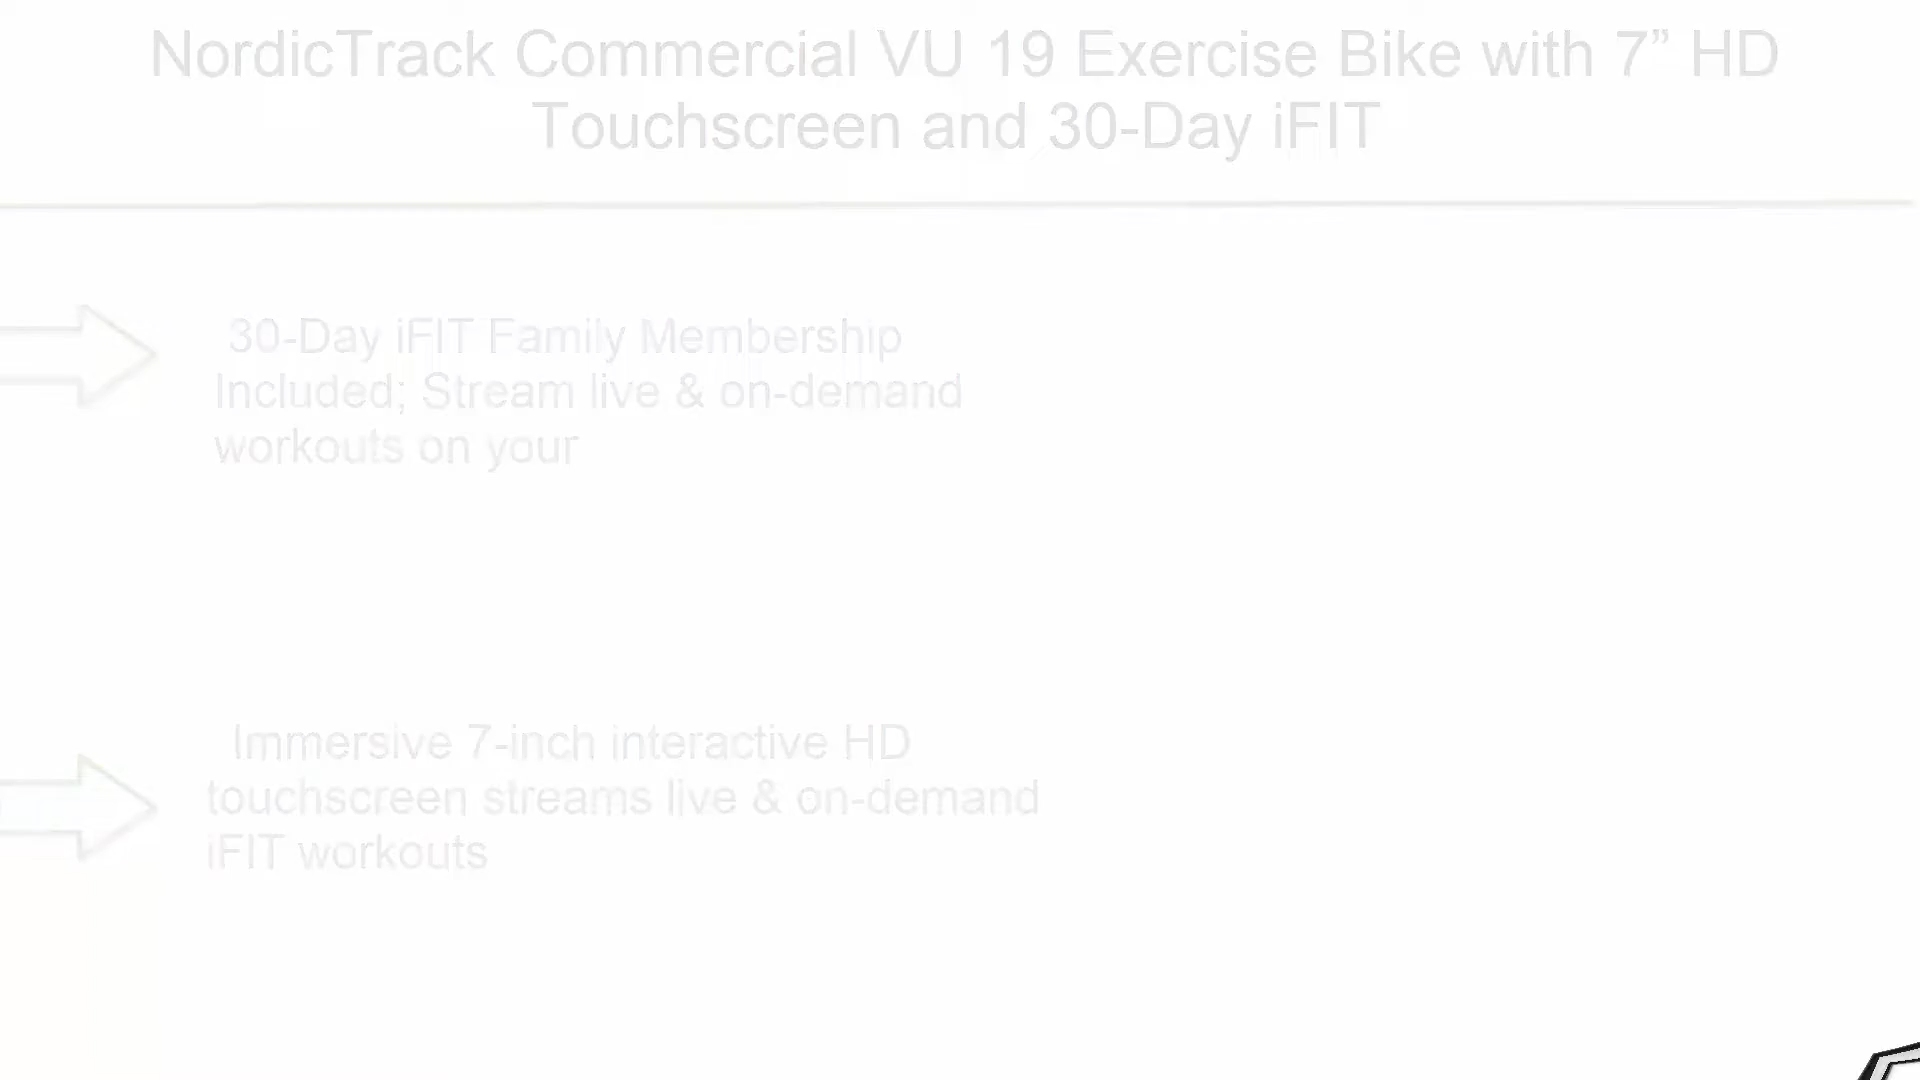 NordicTrack Commercial VU 19 Exercise Bike with 7” HD
Touchscreen and 30-Day iFIT
30-Day iFIT Family Membership
Included; Stream live & on-demand
workouts on your
Immersive 7-inch interactive HD
touchscreen streams live & on-demand
iFIT workouts